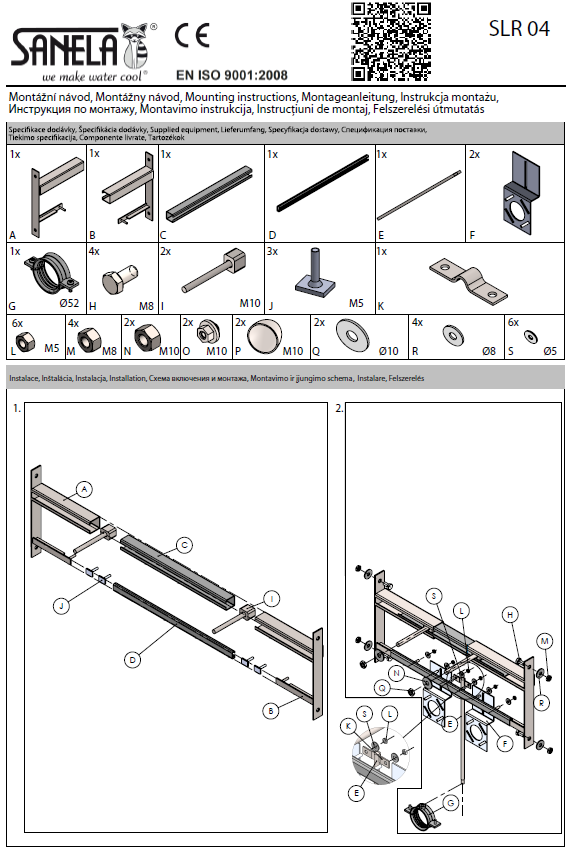 SANELA®
we make water cool®
CE
EN ISO 9001:2008
SLR 04
Montážní návod, Montážny návod, Mounting instructions, Montageanleitung, Instrukcja montażu,
Инструкция по монтажу, Montavimo instrukcija, Instrucţiuni de montaj, Felszerelési útmutatás
Specifikace dodávky, Špecifikácia dodávky, Supplied equipment, Lieferumfang, Specyfikacja dostawy, Спецификация поставки,
Tiekimo specifikacija, Componente livrate, Tartozékok
1x 1x 1x 1x 1x 2x
A B C D E F
1x 4x 2x 3x 1x
G Ø52 H M8 I M10 J M5 K
6x 4x 2x 2x 2x 2x 4x 6x
L M5 M M8 N M10 O M10 P M10 Q Ø10 R Ø8 S Ø5
Instalace, Inštalácia, Instalacja, Installation, Схема включения и монтажа, Montavimo ir įjungimo schema, Instalare, Felszerelés
1.
A
C
I
J
D
B
2.
S
L
H
M
N
Q
R
E
F
K
S
L
E
G